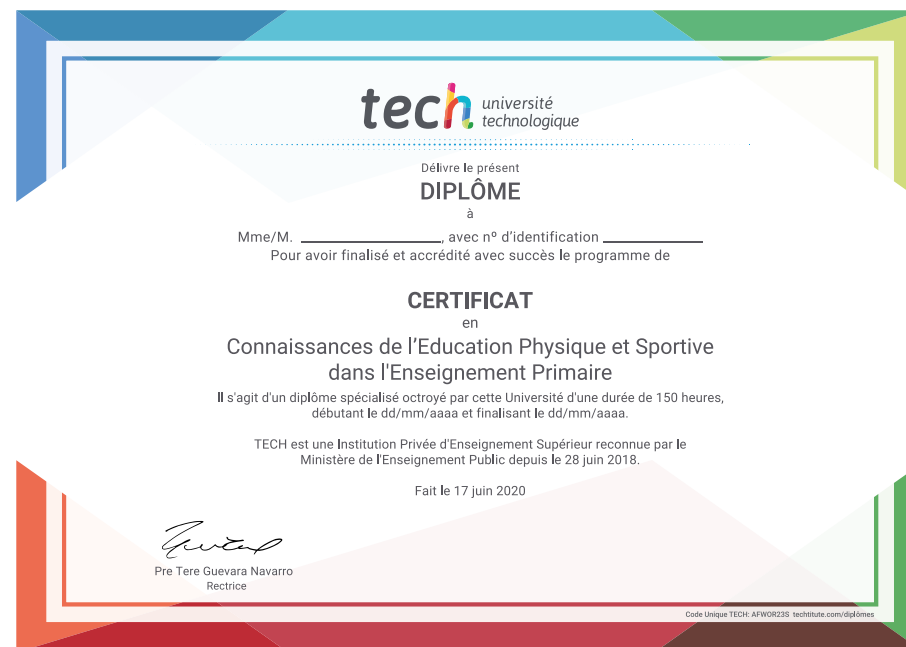 tech université
technologique
Délivre le présent
DIPLÔME
à
Mme/M. ____________________, avec nº d’identification ______________
Pour avoir finalisé et accrédité avec succès le programme de
CERTIFICAT
en
Connaissances de l’Education Physique et Sportive
dans l'Enseignement Primaire
Il s'agit d'un diplôme spécialisé octroyé par cette Université d'une durée de 150 heures,
débutant le dd/mm/aaaa et finalisant le dd/mm/aaaa.
TECH est une Institution Privée d'Enseignement Supérieur reconnue par le
Ministère de l'Enseignement Public depuis le 28 juin 2018.
Fait le 17 juin 2020
Pre Tere Guevara Navarro
Rectrice
Code Unique TECH: AFWOR23S techtitute.com/diplômes